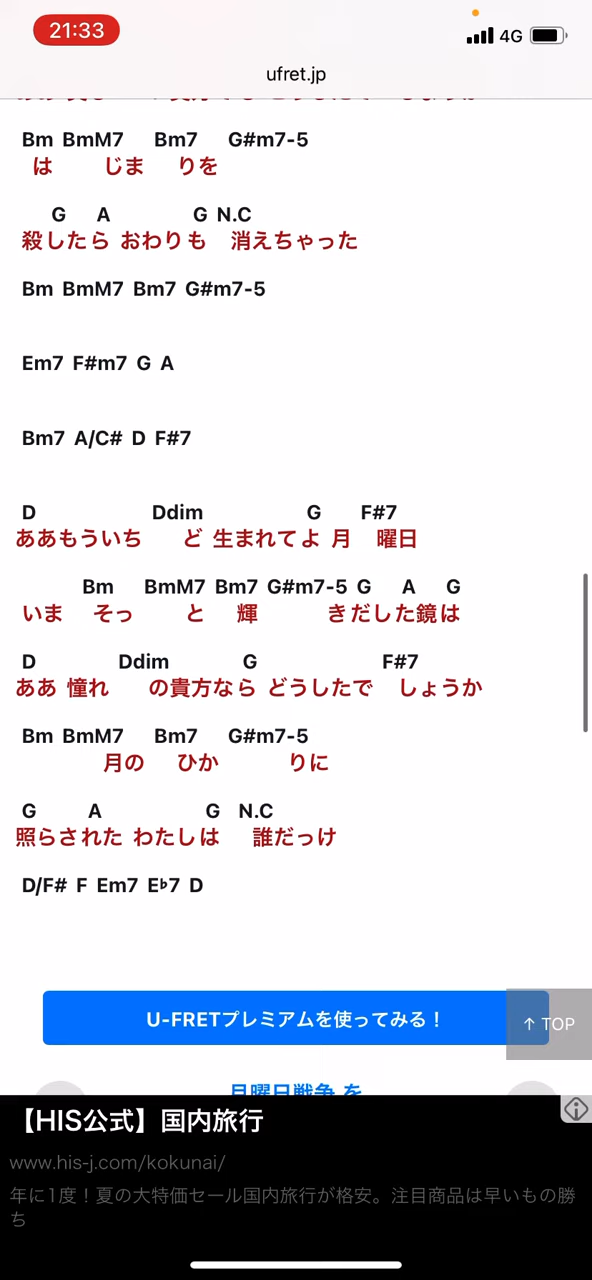 21:33
4G
ufret.jp
Bm BmM7 Bm7 G#m7-5
は じま りを
G A G N.C
殺したら おわりも 消えちゃった
Bm BmM7 Bm7 G#m7-5
Em7 F#m7 G A
Bm7 A/C# D F#7
D Ddim G F#7
ああもういち ど 生まれてよ 月 曜日
Bm BmM7 Bm7 G#m7-5 G A G
いま そっ と 輝 きだした鏡は
D Ddim G F#7
ああ 憧れ の貴方なら どうしたで しょうか
Bm BmM7 Bm7 G#m7-5
月の ひか りに
G A G N.C
照らされた わたしは 誰だっけ
D/F# F Em7 E♭7 D
U-FRETプレミアムを使ってみる！
↑ TOP
月曜日戦争 を
【HIS公式】国内旅行
www.his-j.com/kokunai/
年に1度！夏の大特価セール国内旅行が格安。注目商品は早いもの勝
ち